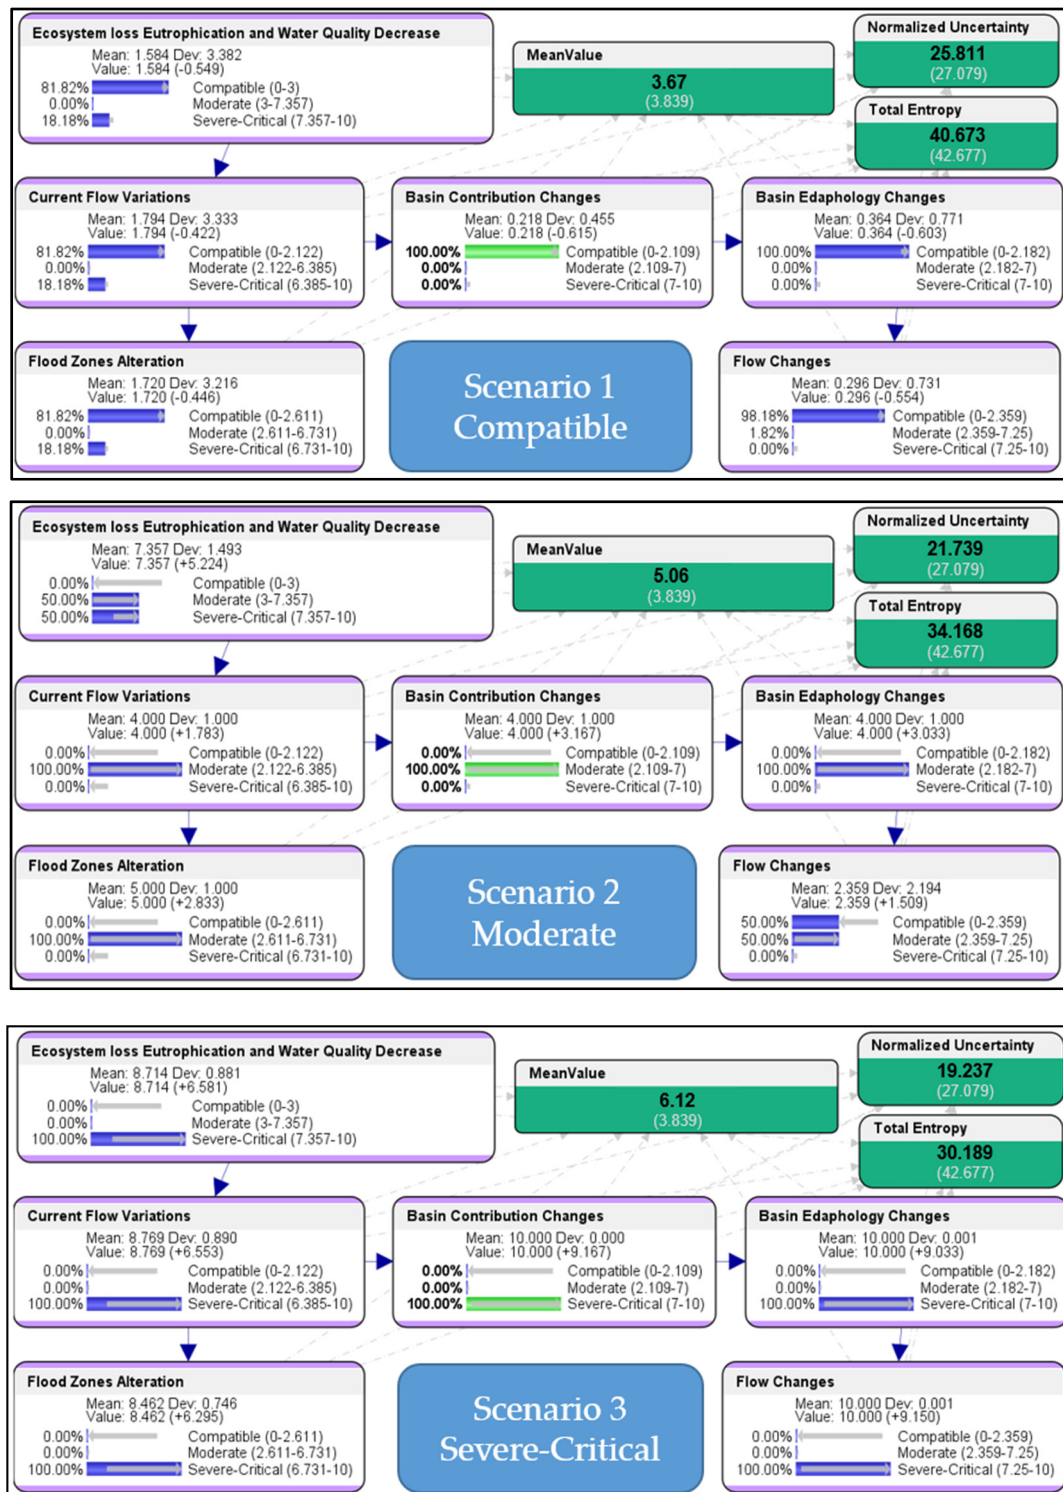 Ecosystem loss Eutrophication and Water Quality Decrease
Mean: 1.584 Dev: 3.382
Value: 1.584 (-0.549)
81.82% Compatible (0-3)
0.00% Moderate (3-7.357)
18.18% Severe-Critical (7.357-10)
MeanValue
3.67
(3.839)
Normalized Uncertainty
25.811
(27.079)
Total Entropy
40.673
(42.677)
Current Flow Variations
Mean: 1.794 Dev: 3.333
Value: 1.794 (-0.422)
81.82% Compatible (0-2.122)
0.00% Moderate (2.122-6.385)
18.18% Severe-Critical (6.385-10)
Basin Contribution Changes
Mean: 0.218 Dev: 0.455
Value: 0.218 (-0.615)
100.00% Compatible (0-2.109)
0.00% Moderate (2.109-7)
0.00% Severe-Critical (7-10)
Basin Edaphology Changes
Mean: 0.364 Dev: 0.771
Value: 0.364 (-0.603)
100.00% Compatible (0-2.182)
0.00% Moderate (2.182-7)
0.00% Severe-Critical (7-10)
Flood Zones Alteration
Mean: 1.720 Dev: 3.216
Value: 1.720 (-0.446)
81.82% Compatible (0-2.611)
0.00% Moderate (2.611-6.731)
18.18% Severe-Critical (6.731-10)
Scenario 1
Compatible
Flow Changes
Mean: 0.296 Dev: 0.731
Value: 0.296 (-0.554)
98.18% Compatible (0-2.359)
1.82% Moderate (2.359-7.25)
0.00% Severe-Critical (7.25-10)
Ecosystem loss Eutrophication and Water Quality Decrease
Mean: 7.357 Dev: 1.493
Value: 7.357 (+5.224)
0.00% Compatible (0-3)
50.00% Moderate (3-7.357)
50.00% Severe-Critical (7.357-10)
MeanValue
5.06
(3.839)
Normalized Uncertainty
21.739
(27.079)
Total Entropy
34.168
(42.677)
Current Flow Variations
Mean: 4.000 Dev: 1.000
Value: 4.000 (+1.783)
0.00% Compatible (0-2.122)
100.00% Moderate (2.122-6.385)
0.00% Severe-Critical (6.385-10)
Basin Contribution Changes
Mean: 4.000 Dev: 1.000
Value: 4.000 (+3.167)
0.00% Compatible (0-2.109)
100.00% Moderate (2.109-7)
0.00% Severe-Critical (7-10)
Basin Edaphology Changes
Mean: 4.000 Dev: 1.000
Value: 4.000 (+3.033)
0.00% Compatible (0-2.182)
100.00% Moderate (2.182-7)
0.00% Severe-Critical (7-10)
Flood Zones Alteration
Mean: 5.000 Dev: 1.000
Value: 5.000 (+2.833)
0.00% Compatible (0-2.611)
100.00% Moderate (2.611-6.731)
0.00% Severe-Critical (6.731-10)
Scenario 2
Moderate
Flow Changes
Mean: 2.359 Dev: 2.194
Value: 2.359 (+1.509)
50.00% Compatible (0-2.359)
50.00% Moderate (2.359-7.25)
0.00% Severe-Critical (7.25-10)
Ecosystem loss Eutrophication and Water Quality Decrease
Mean: 8.714 Dev: 0.881
Value: 8.714 (+6.581)
0.00% Compatible (0-3)
0.00% Moderate (3-7.357)
100.00% Severe-Critical (7.357-10)
MeanValue
6.12
(3.839)
Normalized Uncertainty
19.237
(27.079)
Total Entropy
30.189
(42.677)
Current Flow Variations
Mean: 8.769 Dev: 0.890
Value: 8.769 (+6.553)
0.00% Compatible (0-2.122)
0.00% Moderate (2.122-6.385)
100.00% Severe-Critical (6.385-10)
Basin Contribution Changes
Mean: 10.000 Dev: 0.000
Value: 10.000 (+9.167)
0.00% Compatible (0-2.109)
0.00% Moderate (2.109-7)
100.00% Severe-Critical (7-10)
Basin Edaphology Changes
Mean: 10.000 Dev: 0.001
Value: 10.000 (+9.033)
0.00% Compatible (0-2.182)
0.00% Moderate (2.182-7)
100.00% Severe-Critical (7-10)
Flood Zones Alteration
Mean: 8.462 Dev: 0.746
Value: 8.462 (+6.295)
0.00% Compatible (0-2.611)
0.00% Moderate (2.611-6.731)
100.00% Severe-Critical (6.731-10)
Scenario 3
Severe-Critical
Flow Changes
Mean: 10.000 Dev: 0.001
Value: 10.000 (+9.150)
0.00% Compatible (0-2.359)
0.00% Moderate (2.359-7.25)
100.00% Severe-Critical (7.25-10)